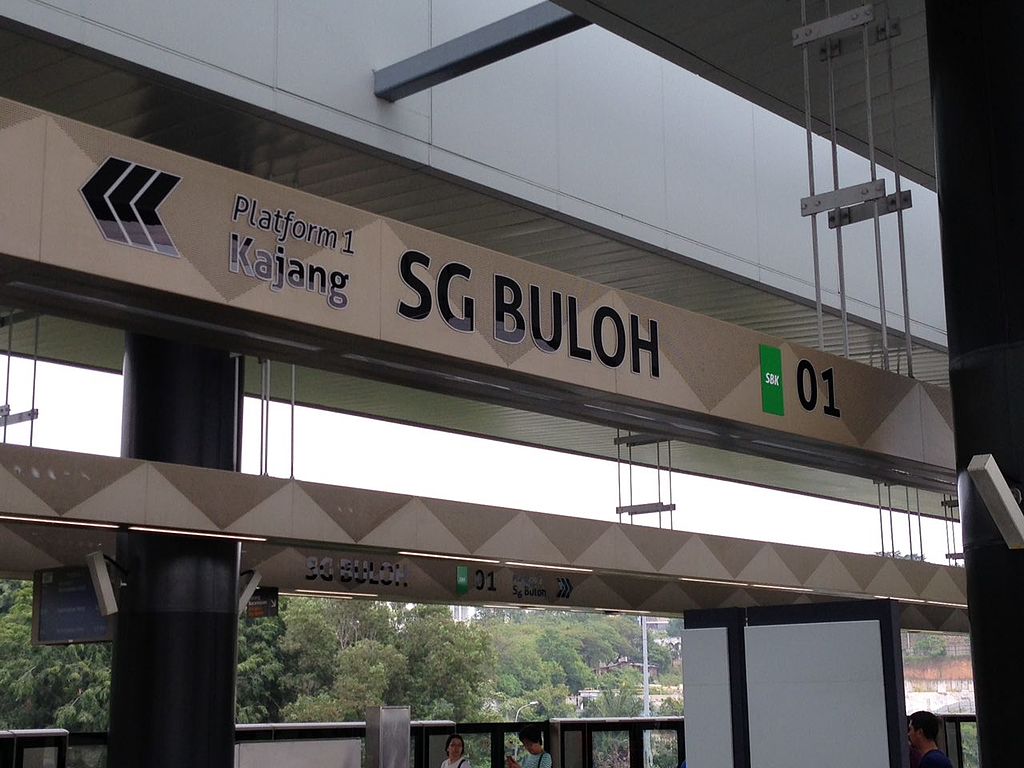 Platform 1
Kajang
SG BULOH
SBK
01
SG BULOH
01
Sg Buloh